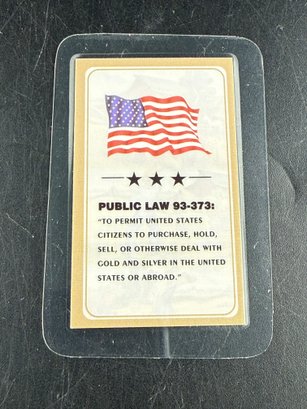 PUBLIC LAW 93-373:
"TO PERMIT UNITED STATES
CITIZENS TO PURCHASE, HOLD,
SELL, OR OTHERWISE DEAL WITH
GOLD AND SILVER IN THE UNITED
STATES OR ABROAD."